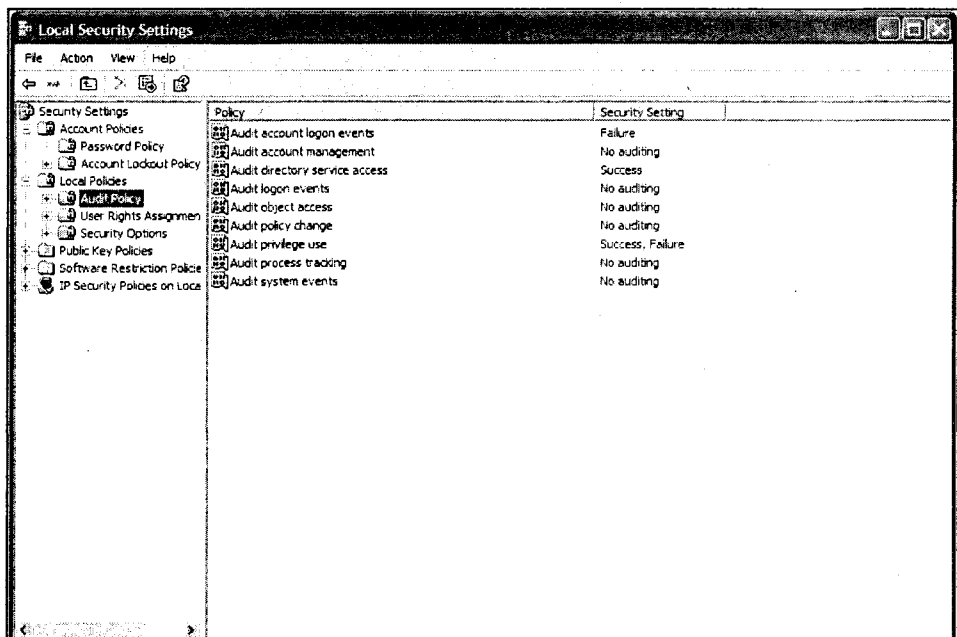 Local Security Settings
File Action View Help
Security Settings
Account Policies
Password Policy
Account Lockout Policy
Local Policies
Audit Policy
User Rights Assignmen
Security Options
Public Key Policies
Software Restriction Policie
IP Security Policies on Loca
Policy Security Setting
Audit account logon events Failure
Audit account management No auditing
Audit directory service access Success
Audit logon events No auditing
Audit object access No auditing
Audit policy change No auditing
Audit privilege use Success, Failure
Audit process tracking No auditing
Audit system events No auditing